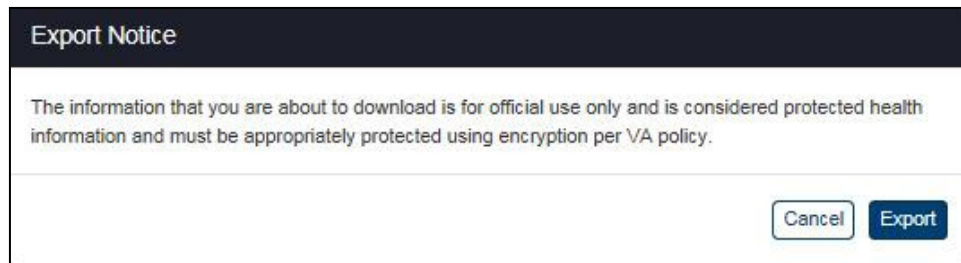 Export Notice
The information that you are about to download is for official use only and is considered protected health
information and must be appropriately protected using encryption per VA policy.
Cancel Export